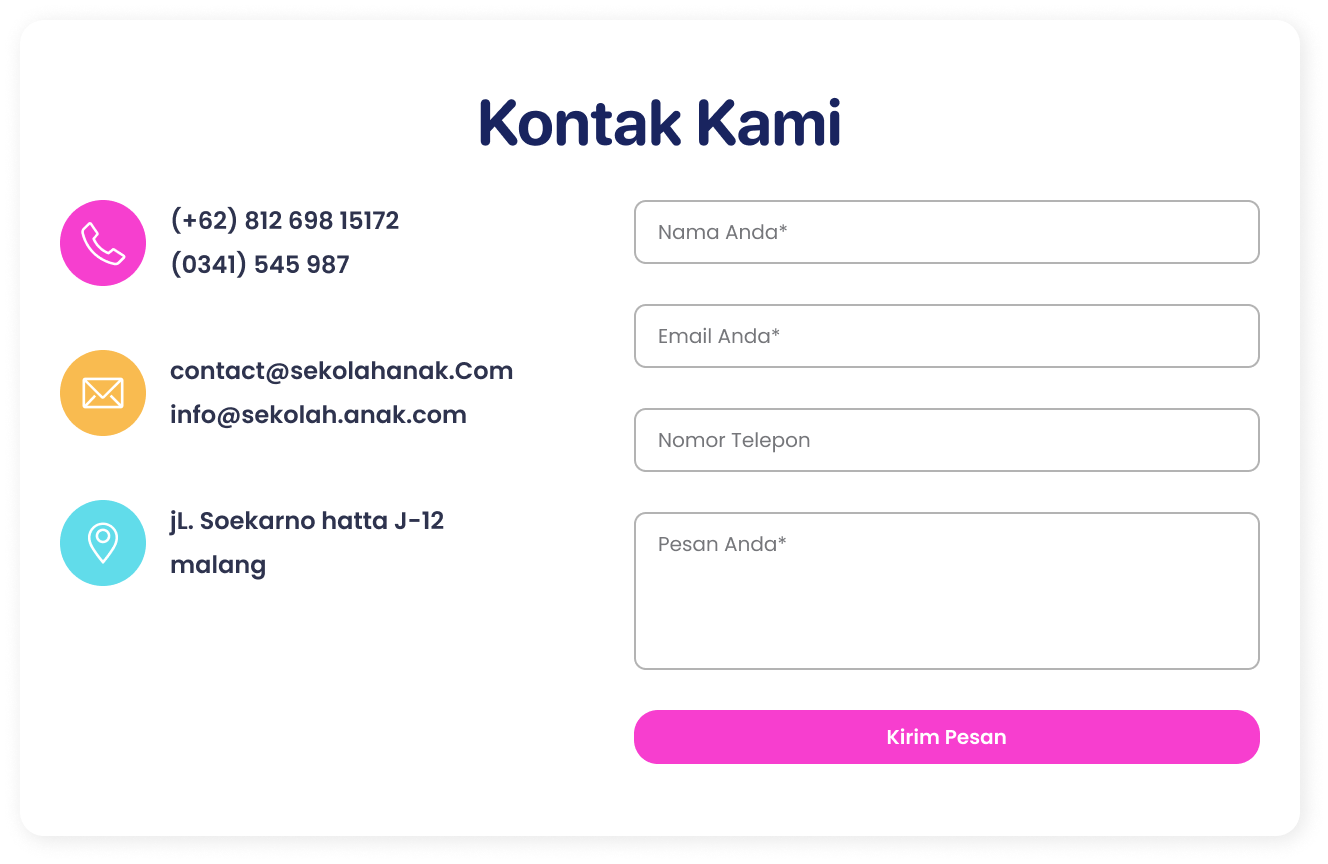 Kontak Kami
(+62) 812 698 15172
(0341) 545 987
contact@sekolahanak.Com
info@sekolah.anak.com
jL. Soekarno hatta J-12
malang
Nama Anda*
Email Anda*
Nomor Telepon
Pesan Anda*
Kirim Pesan